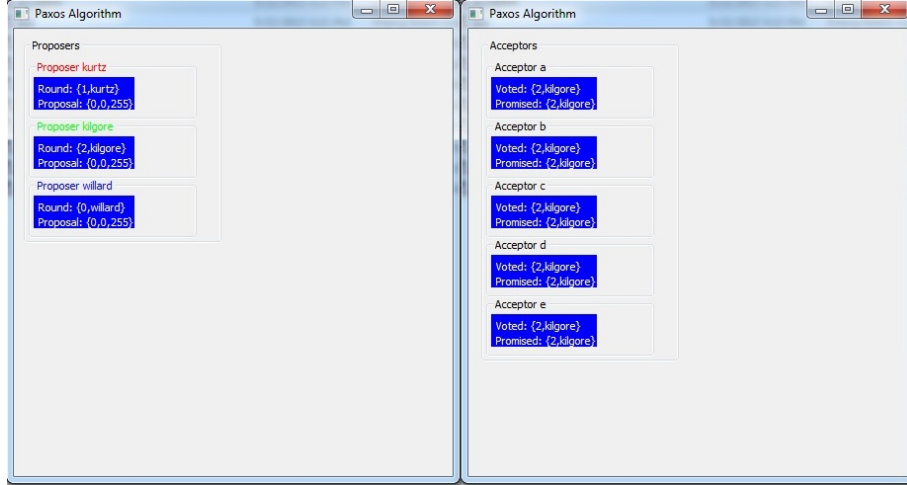 Paxos Algorithm
Proposers
Proposer kurtz
Round: {1,kurtz}
Proposal: {0,0,255}
Proposer kilgore
Round: {2,kilgore}
Proposal: {0,0,255}
Proposer willard
Round: {0,willard}
Proposal: {0,0,255}
Paxos Algorithm
Acceptors
Acceptor a
Voted: {2,kilgore}
Promised: {2,kilgore}
Acceptor b
Voted: {2,kilgore}
Promised: {2,kilgore}
Acceptor c
Voted: {2,kilgore}
Promised: {2,kilgore}
Acceptor d
Voted: {2,kilgore}
Promised: {2,kilgore}
Acceptor e
Voted: {2,kilgore}
Promised: {2,kilgore}